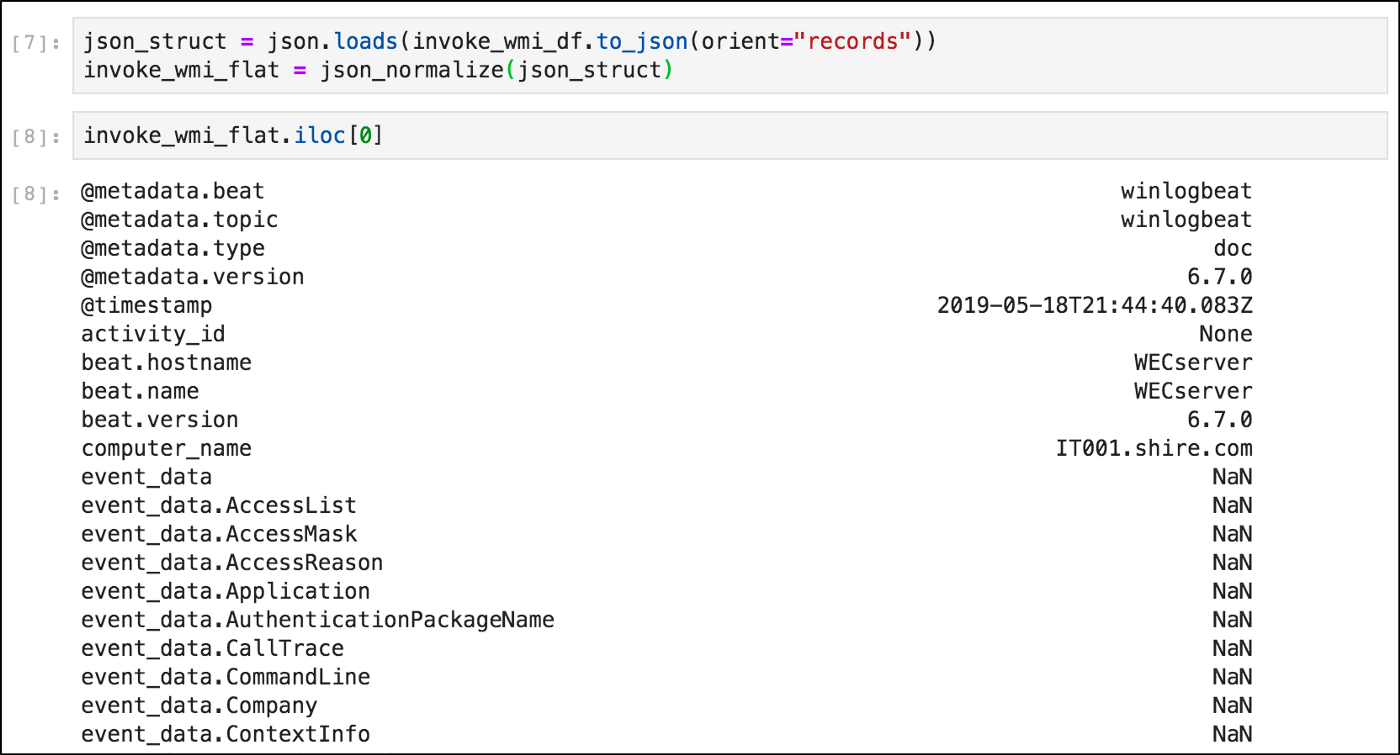 [7]: json_struct = json.loads(invoke_wmi_df.to_json(orient="records"))
invoke_wmi_flat = json_normalize(json_struct)
[8]: invoke_wmi_flat.iloc[0]
[8]: @metadata.beat winlogbeat
@metadata.topic winlogbeat
@metadata.type doc
@metadata.version 6.7.0
@timestamp 2019-05-18T21:44:40.083Z
activity_id None
beat.hostname WECserver
beat.name WECserver
beat.version 6.7.0
computer_name IT001.shire.com
event_data NaN
event_data.AccessList NaN
event_data.AccessMask NaN
event_data.AccessReason NaN
event_data.Application NaN
event_data.AuthenticationPackageName NaN
event_data.CallTrace NaN
event_data.CommandLine NaN
event_data.Company NaN
event_data.ContextInfo NaN